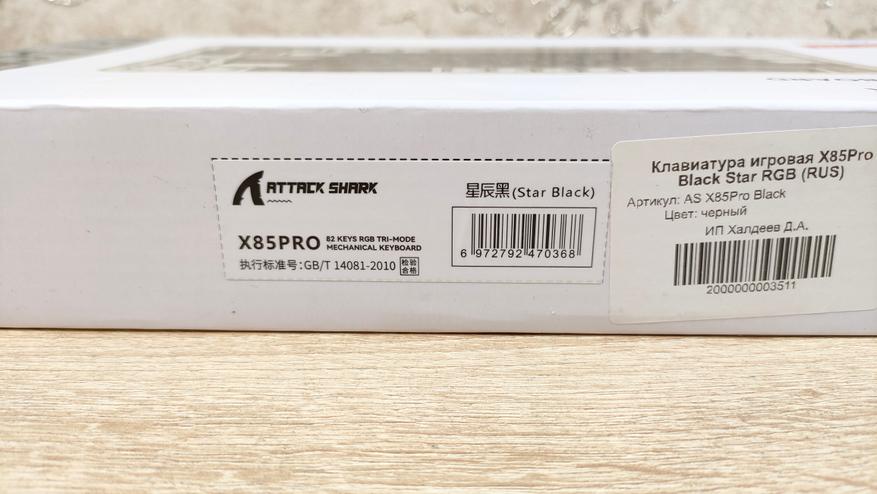 ATTACK SHARK
星辰黑(Star Black)
X85PRO 82 KEYS RGB TRI-MODE
MECHANICAL KEYBOARD
执行标准号:GB/T 14081-2010 检验
合格
6 972792 470368
Клавиатура игровая X85Pro
Black Star RGB (RUS)
Артикул: AS X85Pro Black
Цвет: черный
ИП Халдеев Д.А.
2000000003511